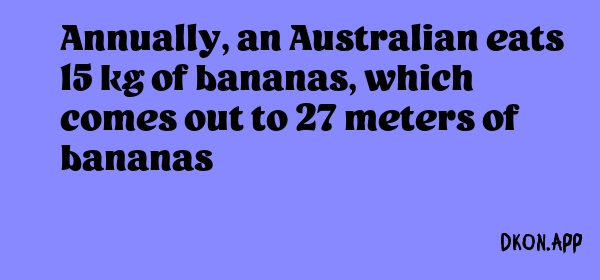 Annually, an Australian eats
15 kg of bananas, which
comes out to 27 meters of
bananas
DKON.APP